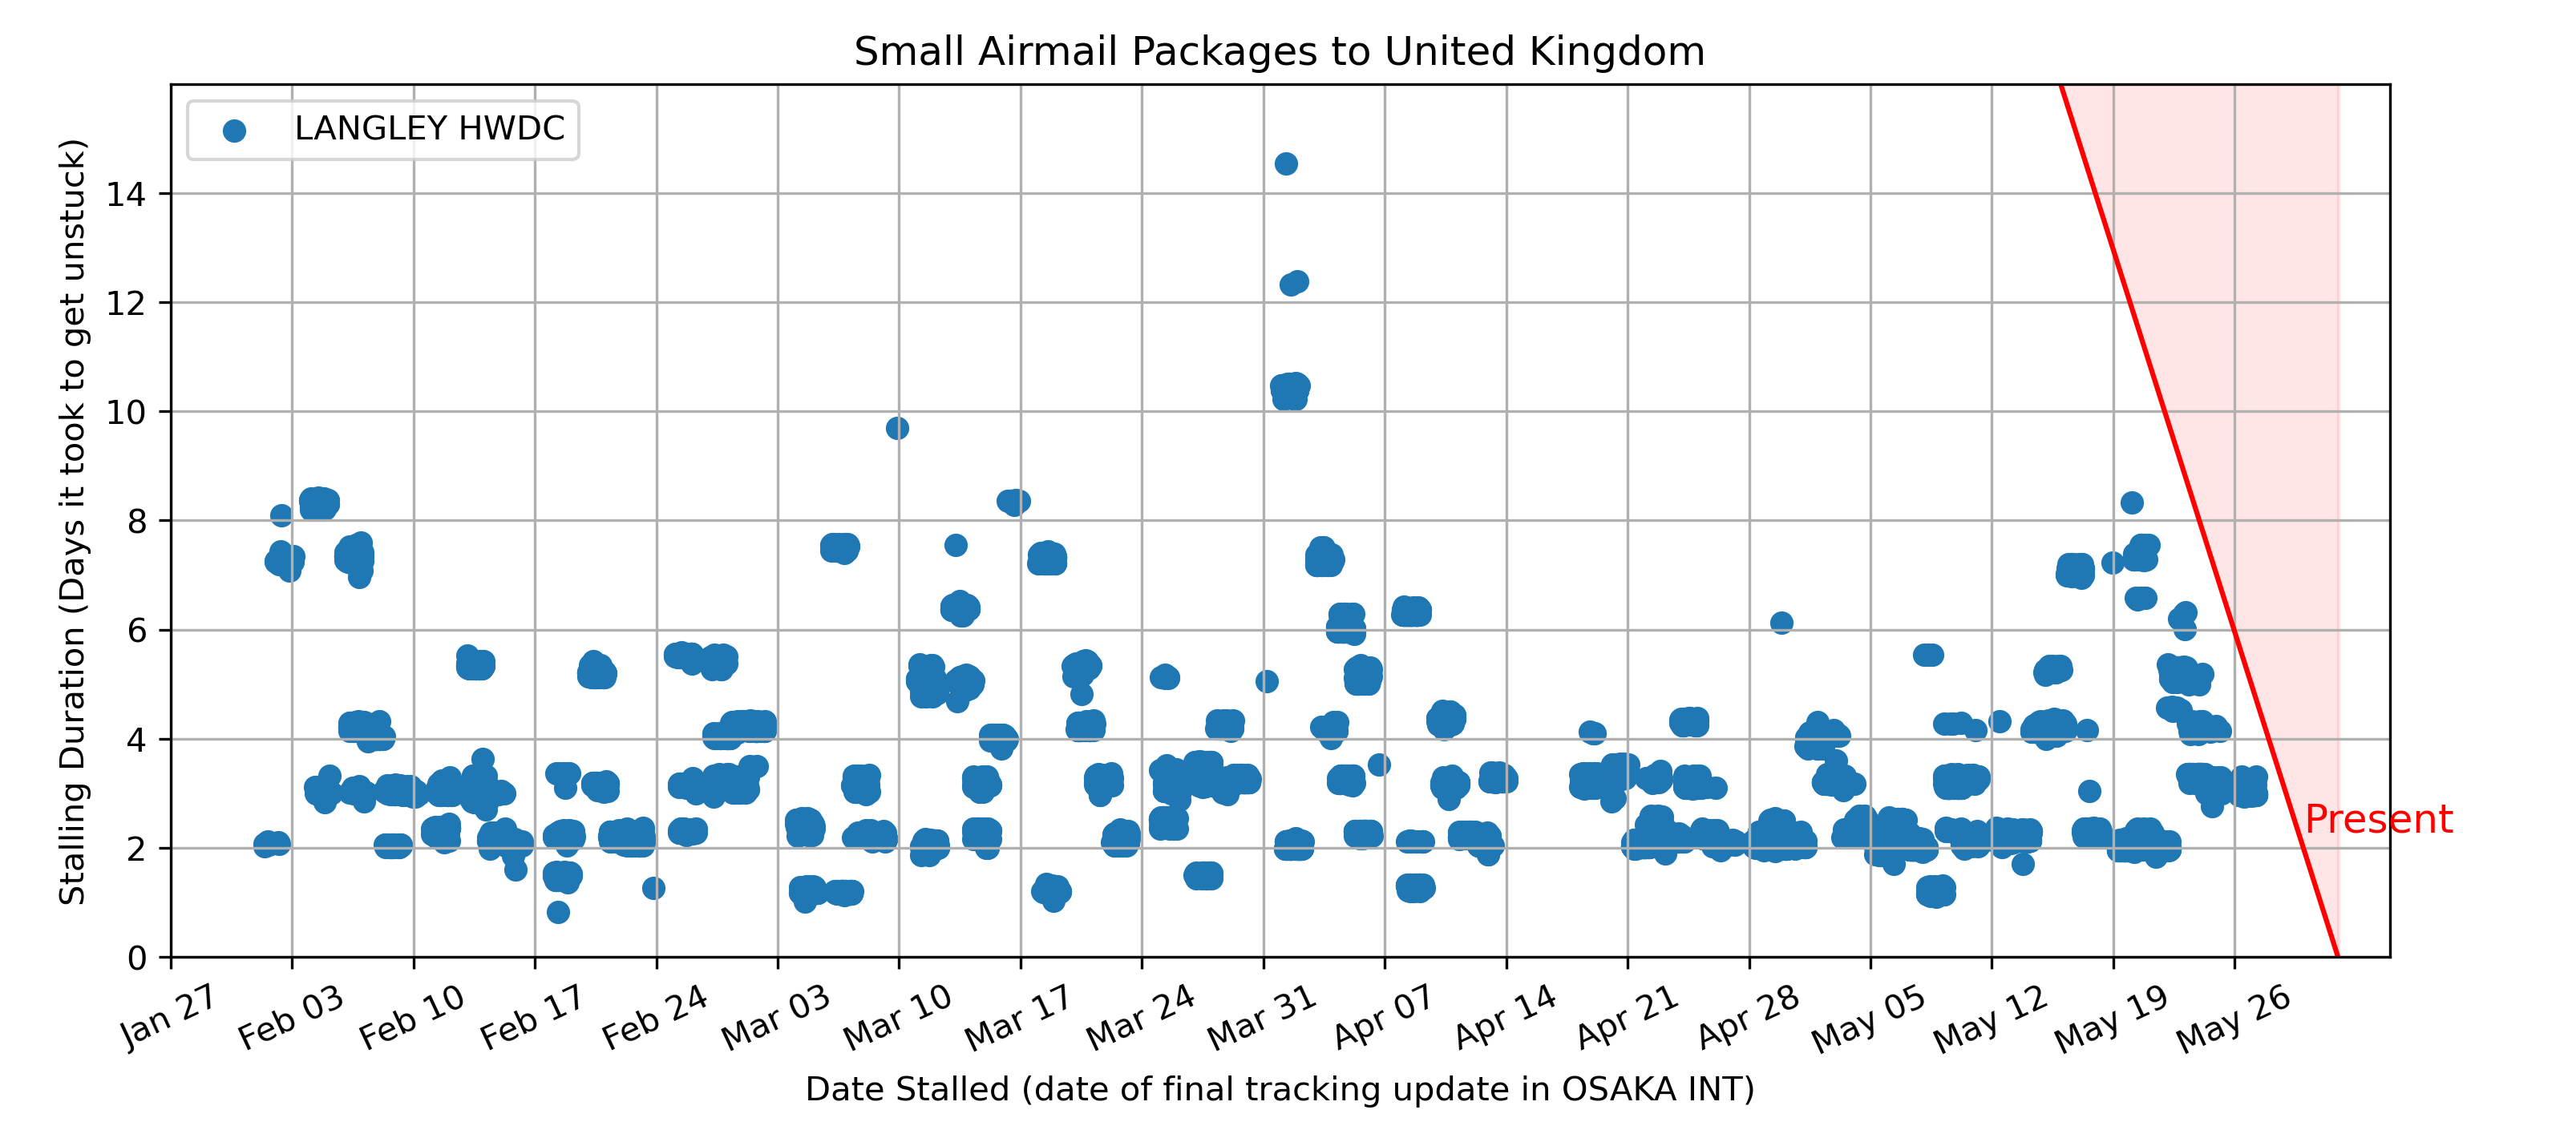 Small Airmail Packages to United Kingdom
LANGLEY HWDC
Stalling Duration (Days it took to get unstuck)
14
12
10
8
6
4
2
0
Present
Jan 27
Feb 03
Feb 10
Feb 17
Feb 24
Mar 03
Mar 10
Mar 17
Mar 24
Mar 31
Apr 07
Apr 14
Apr 21
Apr 28
May 05
May 12
May 19
May 26
Date Stalled (date of final tracking update in OSAKA INT)